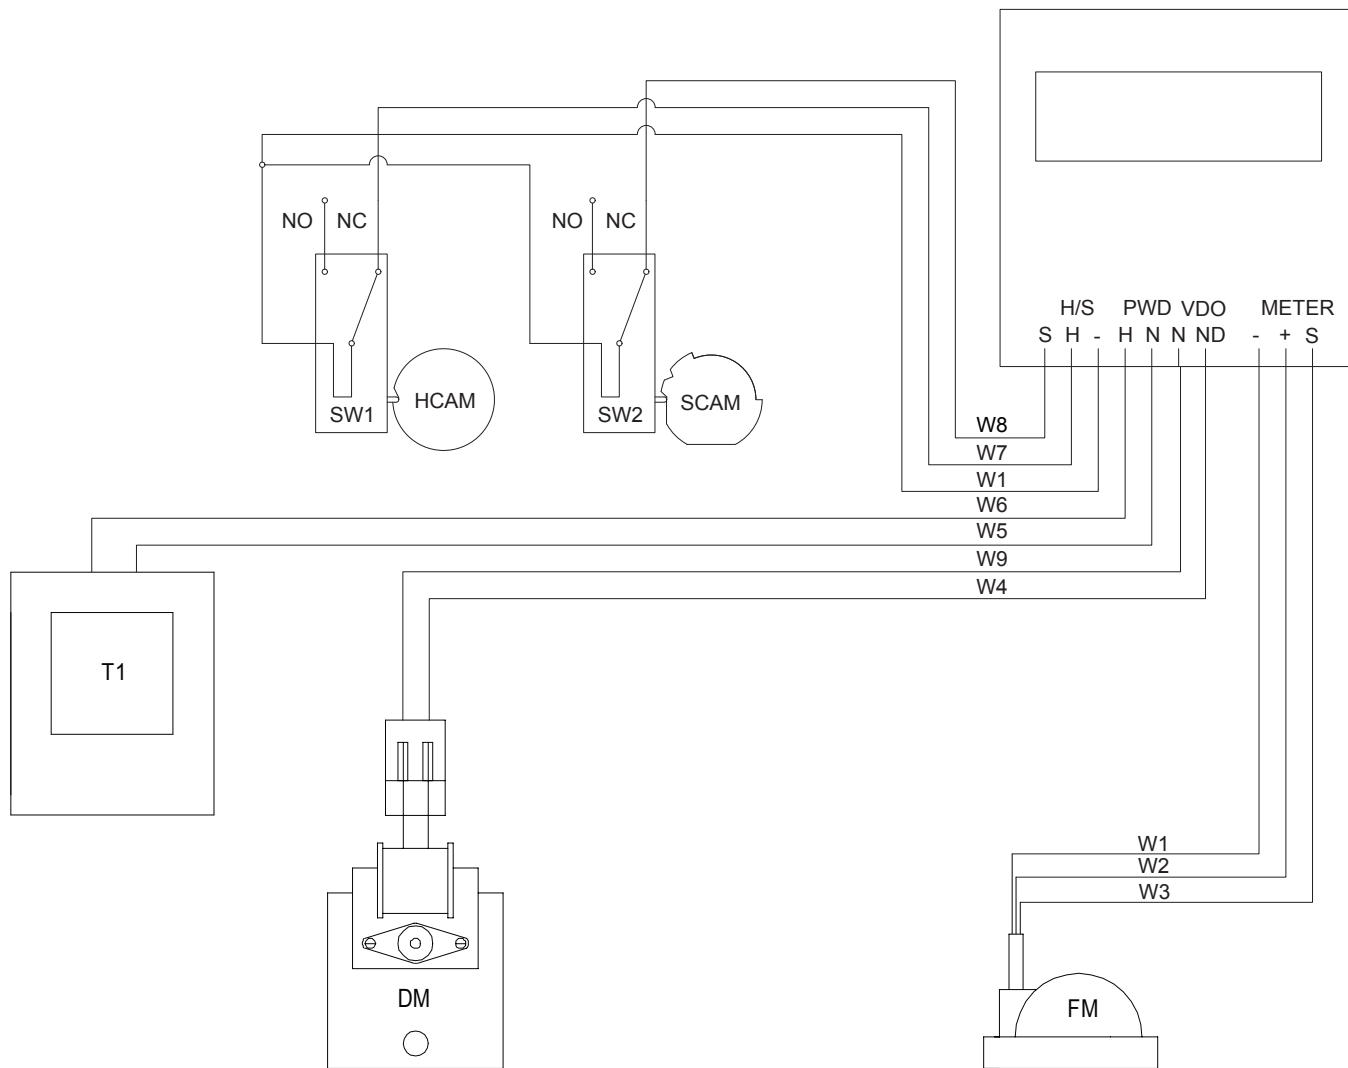 NO NC
NO NC
H/S PWD VDO METER
S H - H N N ND - + S
SW1
HCAM
SW2
SCAM
W8
W7
W1
W6
W5
W9
W4
T1
W1
W2
W3
DM
FM